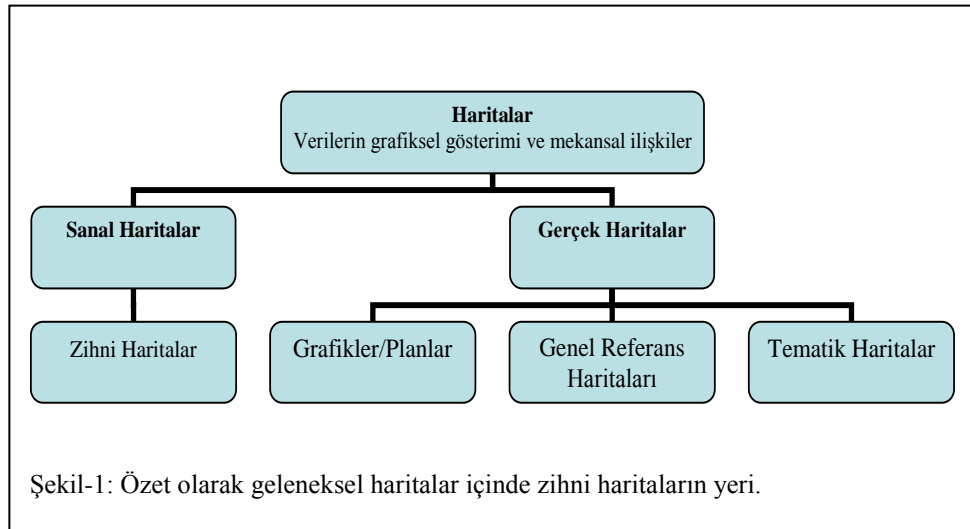 Haritalar
Verilerin grafiksel gösterimi ve mekansal ilişkiler
Sanal Haritalar
Gerçek Haritalar
Zihni Haritalar
Grafikler/Planlar
Genel Referans
Haritaları
Tematik Haritalar
Şekil-1: Özet olarak geleneksel haritalar içinde zihni haritaların yeri.